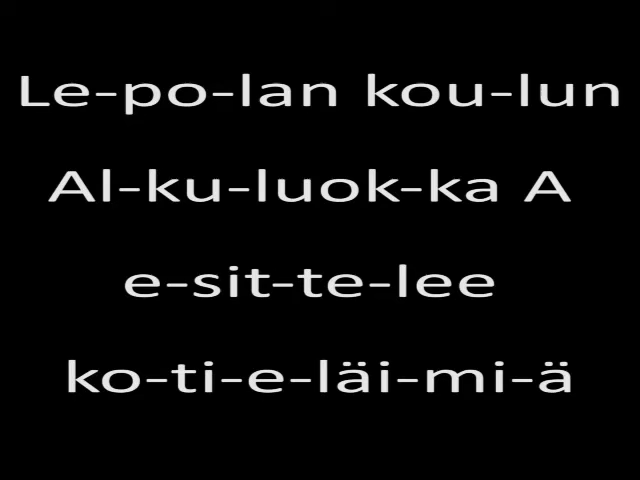 Le-po-lan kou-lun
Al-ku-luok-ka A
e-sit-te-lee
ko-ti-e-läi-mi-ä